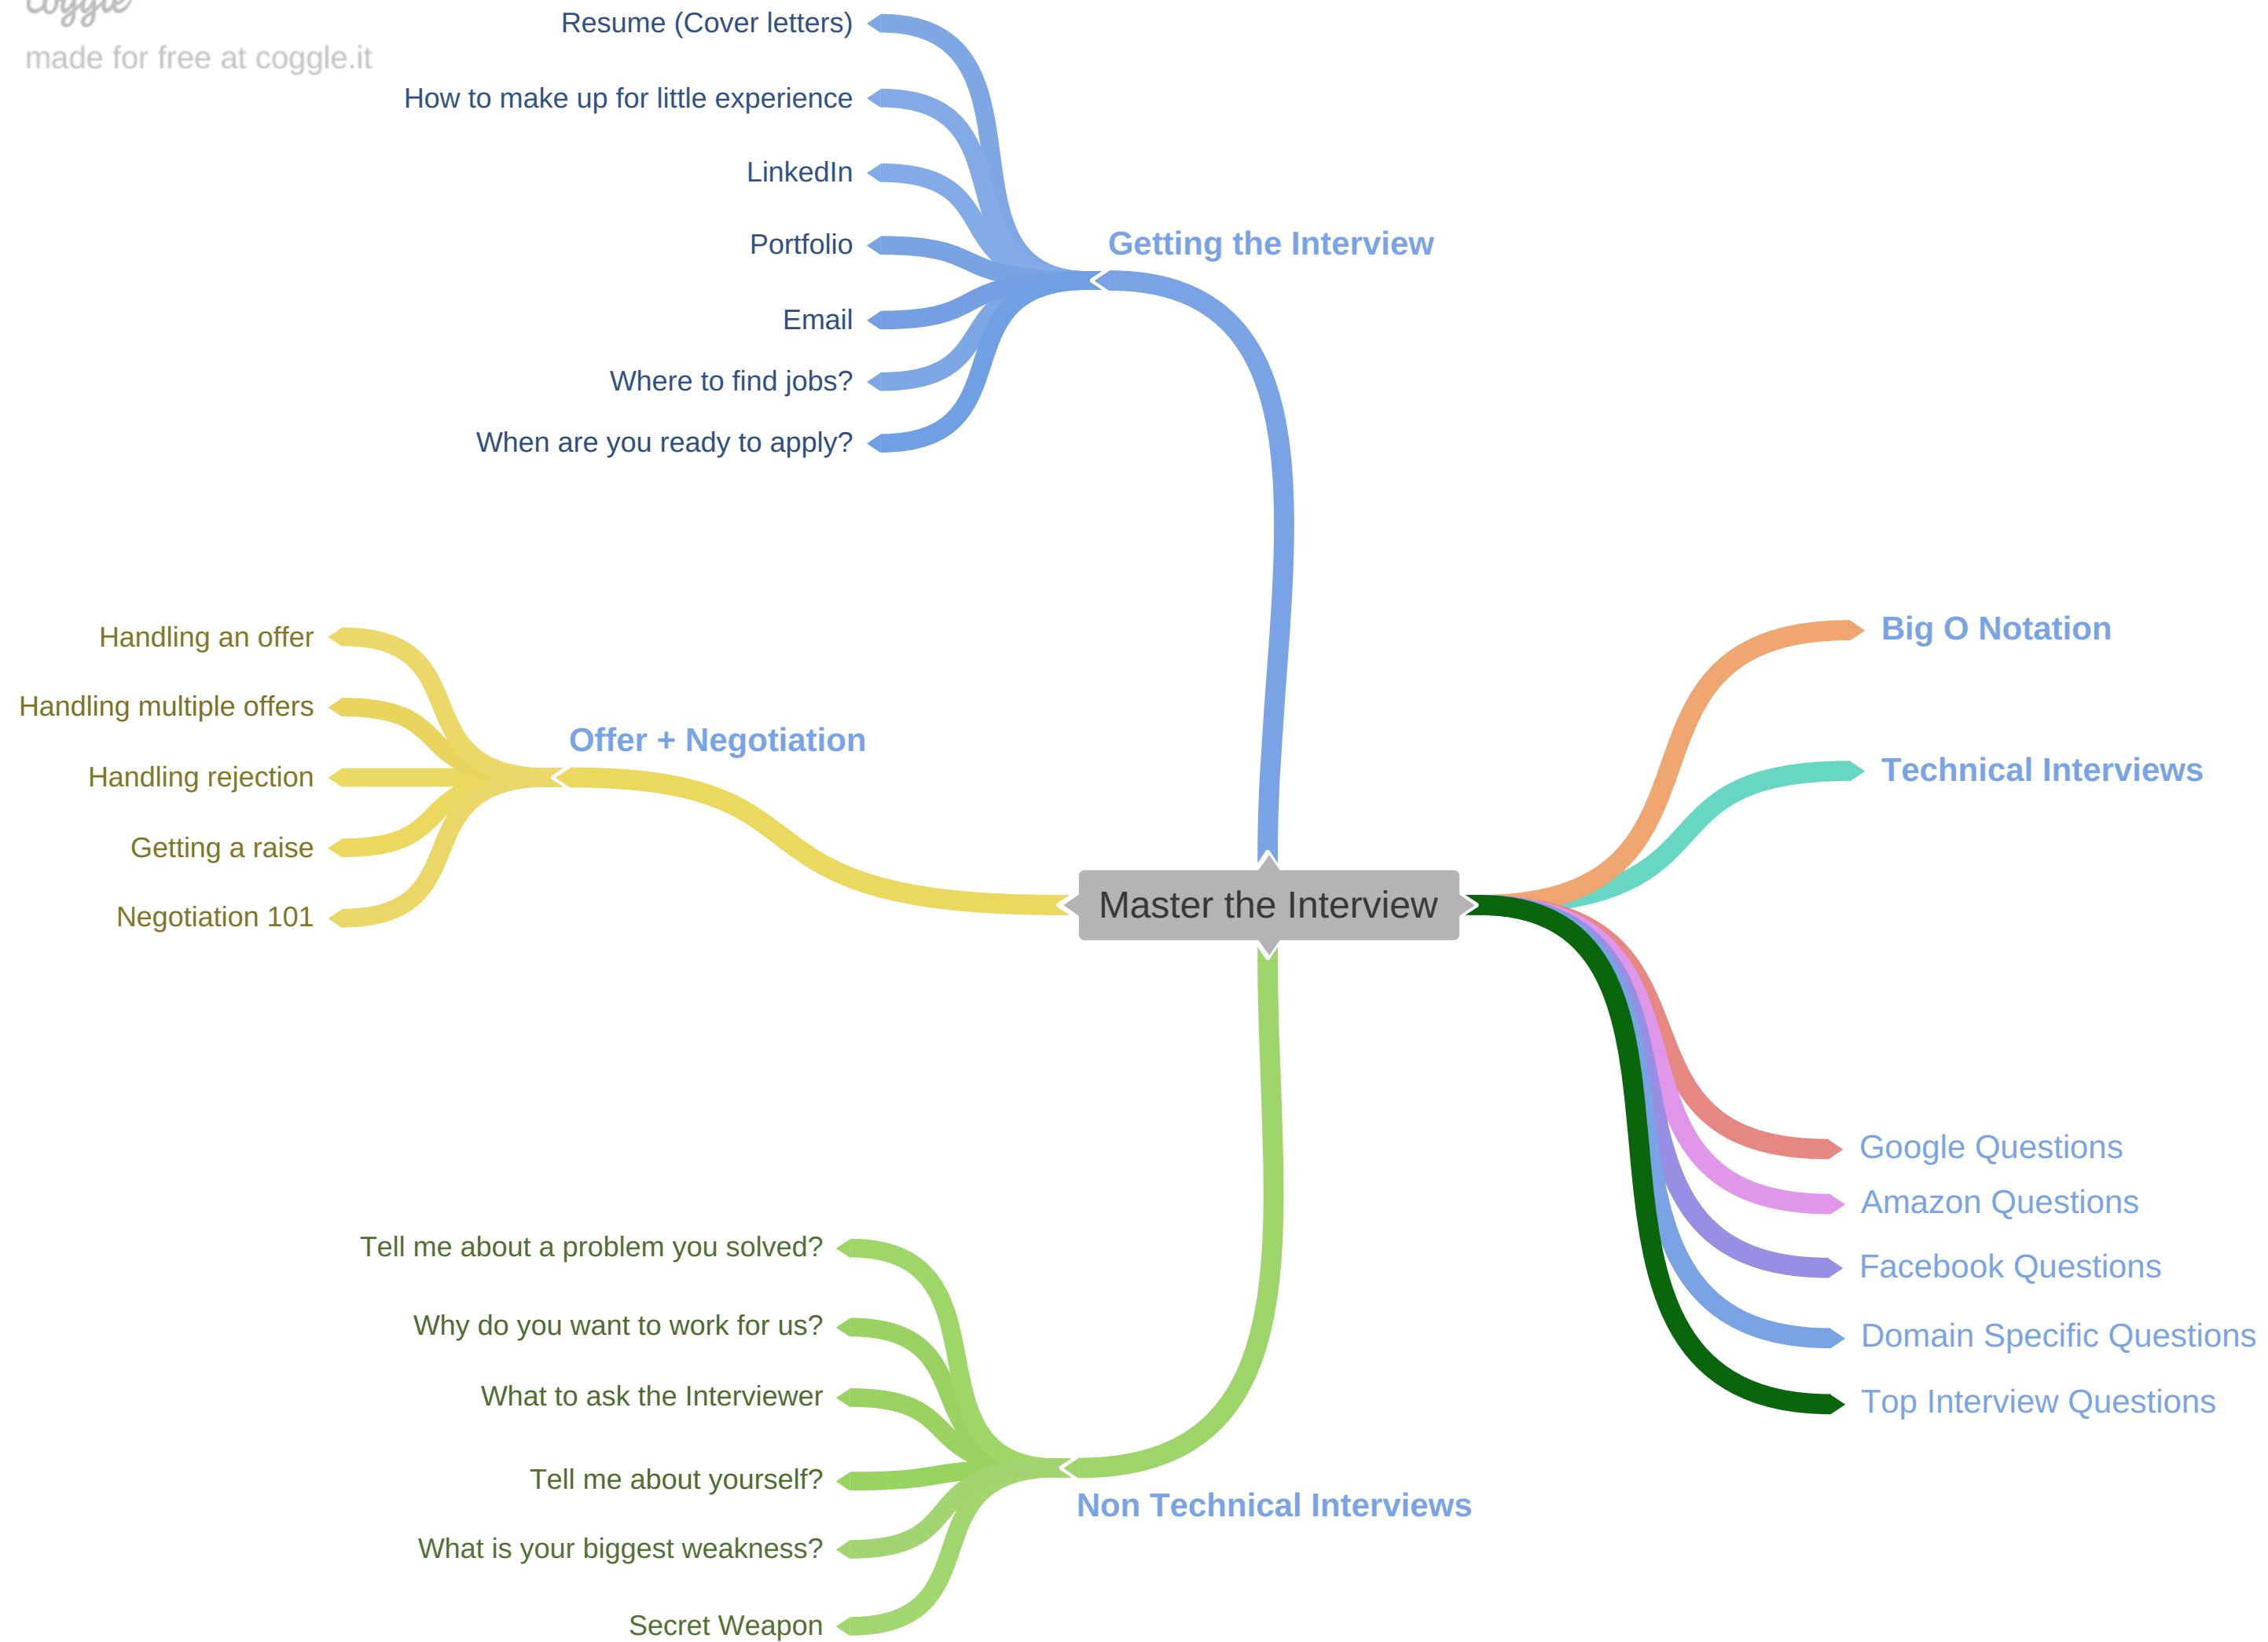 coggle
made for free at coggle.it
Resume (Cover letters)
How to make up for little experience
LinkedIn
Portfolio
Email
Where to find jobs?
When are you ready to apply?
Getting the Interview
Handling an offer
Handling multiple offers
Handling rejection
Getting a raise
Negotiation 101
Offer + Negotiation
Master the Interview
Big O Notation
Technical Interviews
Google Questions
Amazon Questions
Facebook Questions
Domain Specific Questions
Top Interview Questions
Tell me about a problem you solved?
Why do you want to work for us?
What to ask the Interviewer
Tell me about yourself?
What is your biggest weakness?
Secret Weapon
Non Technical Interviews